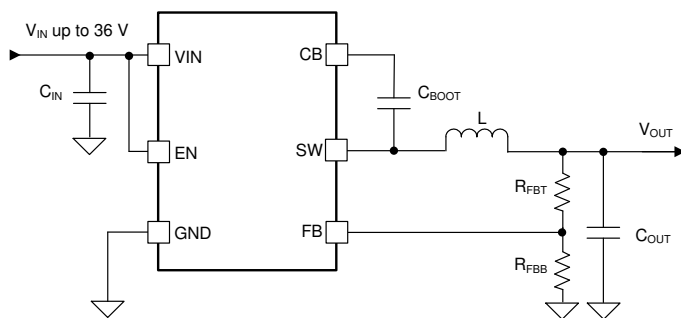 V_IN up to 36 V
VIN
CB
C_IN
C_BOOT
L
V_OUT
EN
SW
R_FBT
GND
FB
C_OUT
R_FBB